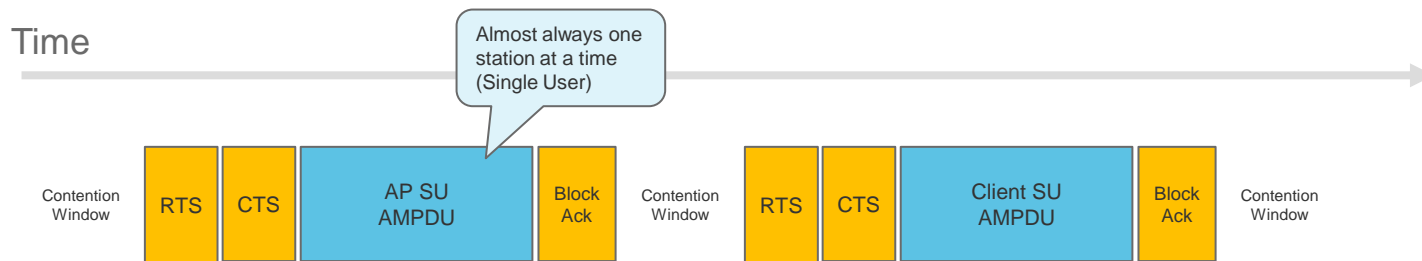 Time
Almost always one
station at a time
(Single User)
Contention
Window
RTS
CTS
AP SU
AMPDU
Block
Ack
Contention
Window
RTS
CTS
Client SU
AMPDU
Block
Ack
Contention
Window